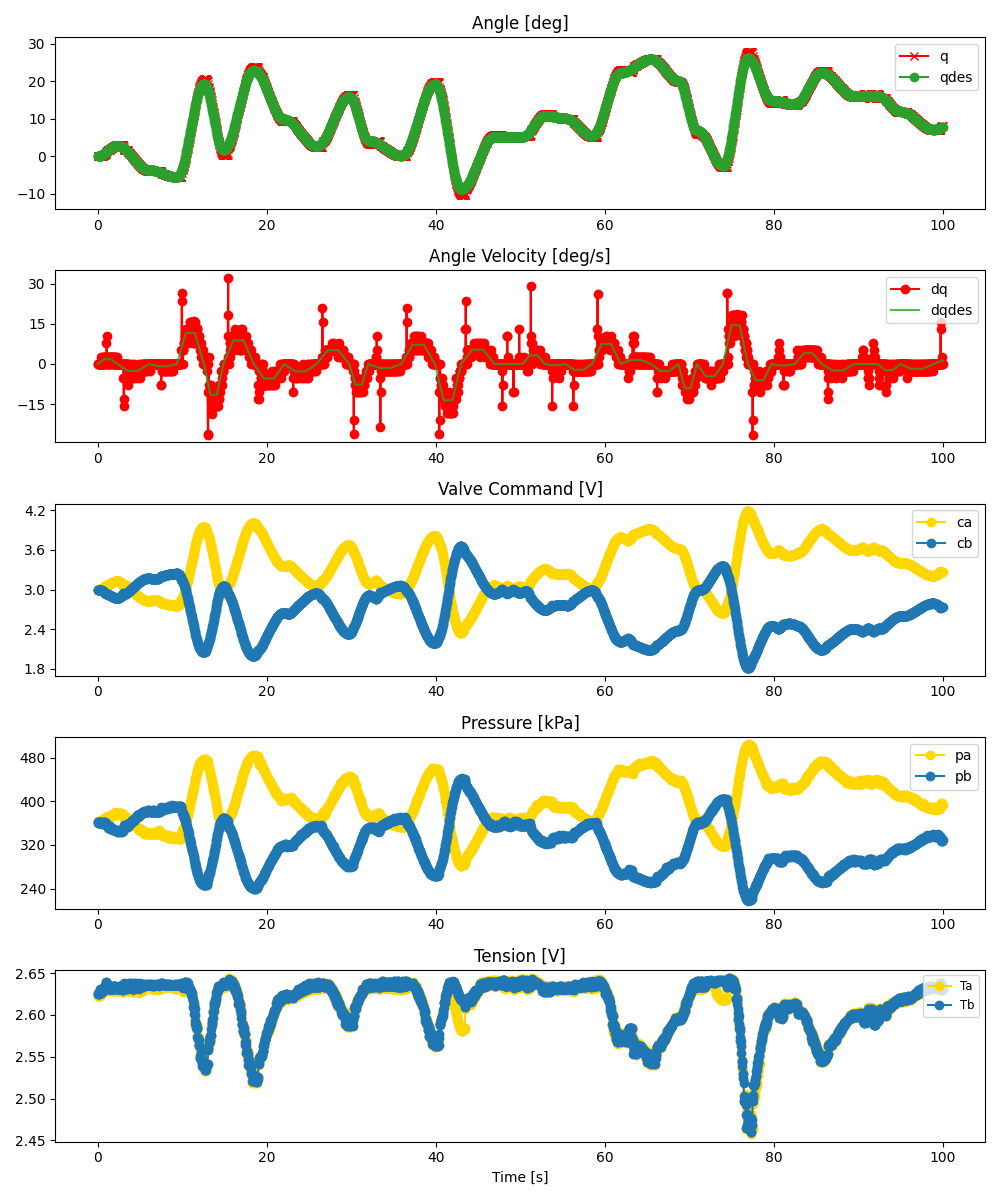 Angle [deg]
30
20
10
0
−10
q
qdes
0 20 40 60 80 100
Angle Velocity [deg/s]
30
15
0
−15
dq
dqdes
0 20 40 60 80 100
Valve Command [V]
4.2
3.6
3.0
2.4
1.8
ca
cb
0 20 40 60 80 100
Pressure [kPa]
480
400
320
240
pa
pb
0 20 40 60 80 100
Tension [V]
2.65
2.60
2.55
2.50
2.45
Ta
Tb
0 20 40 60 80 100
Time [s]